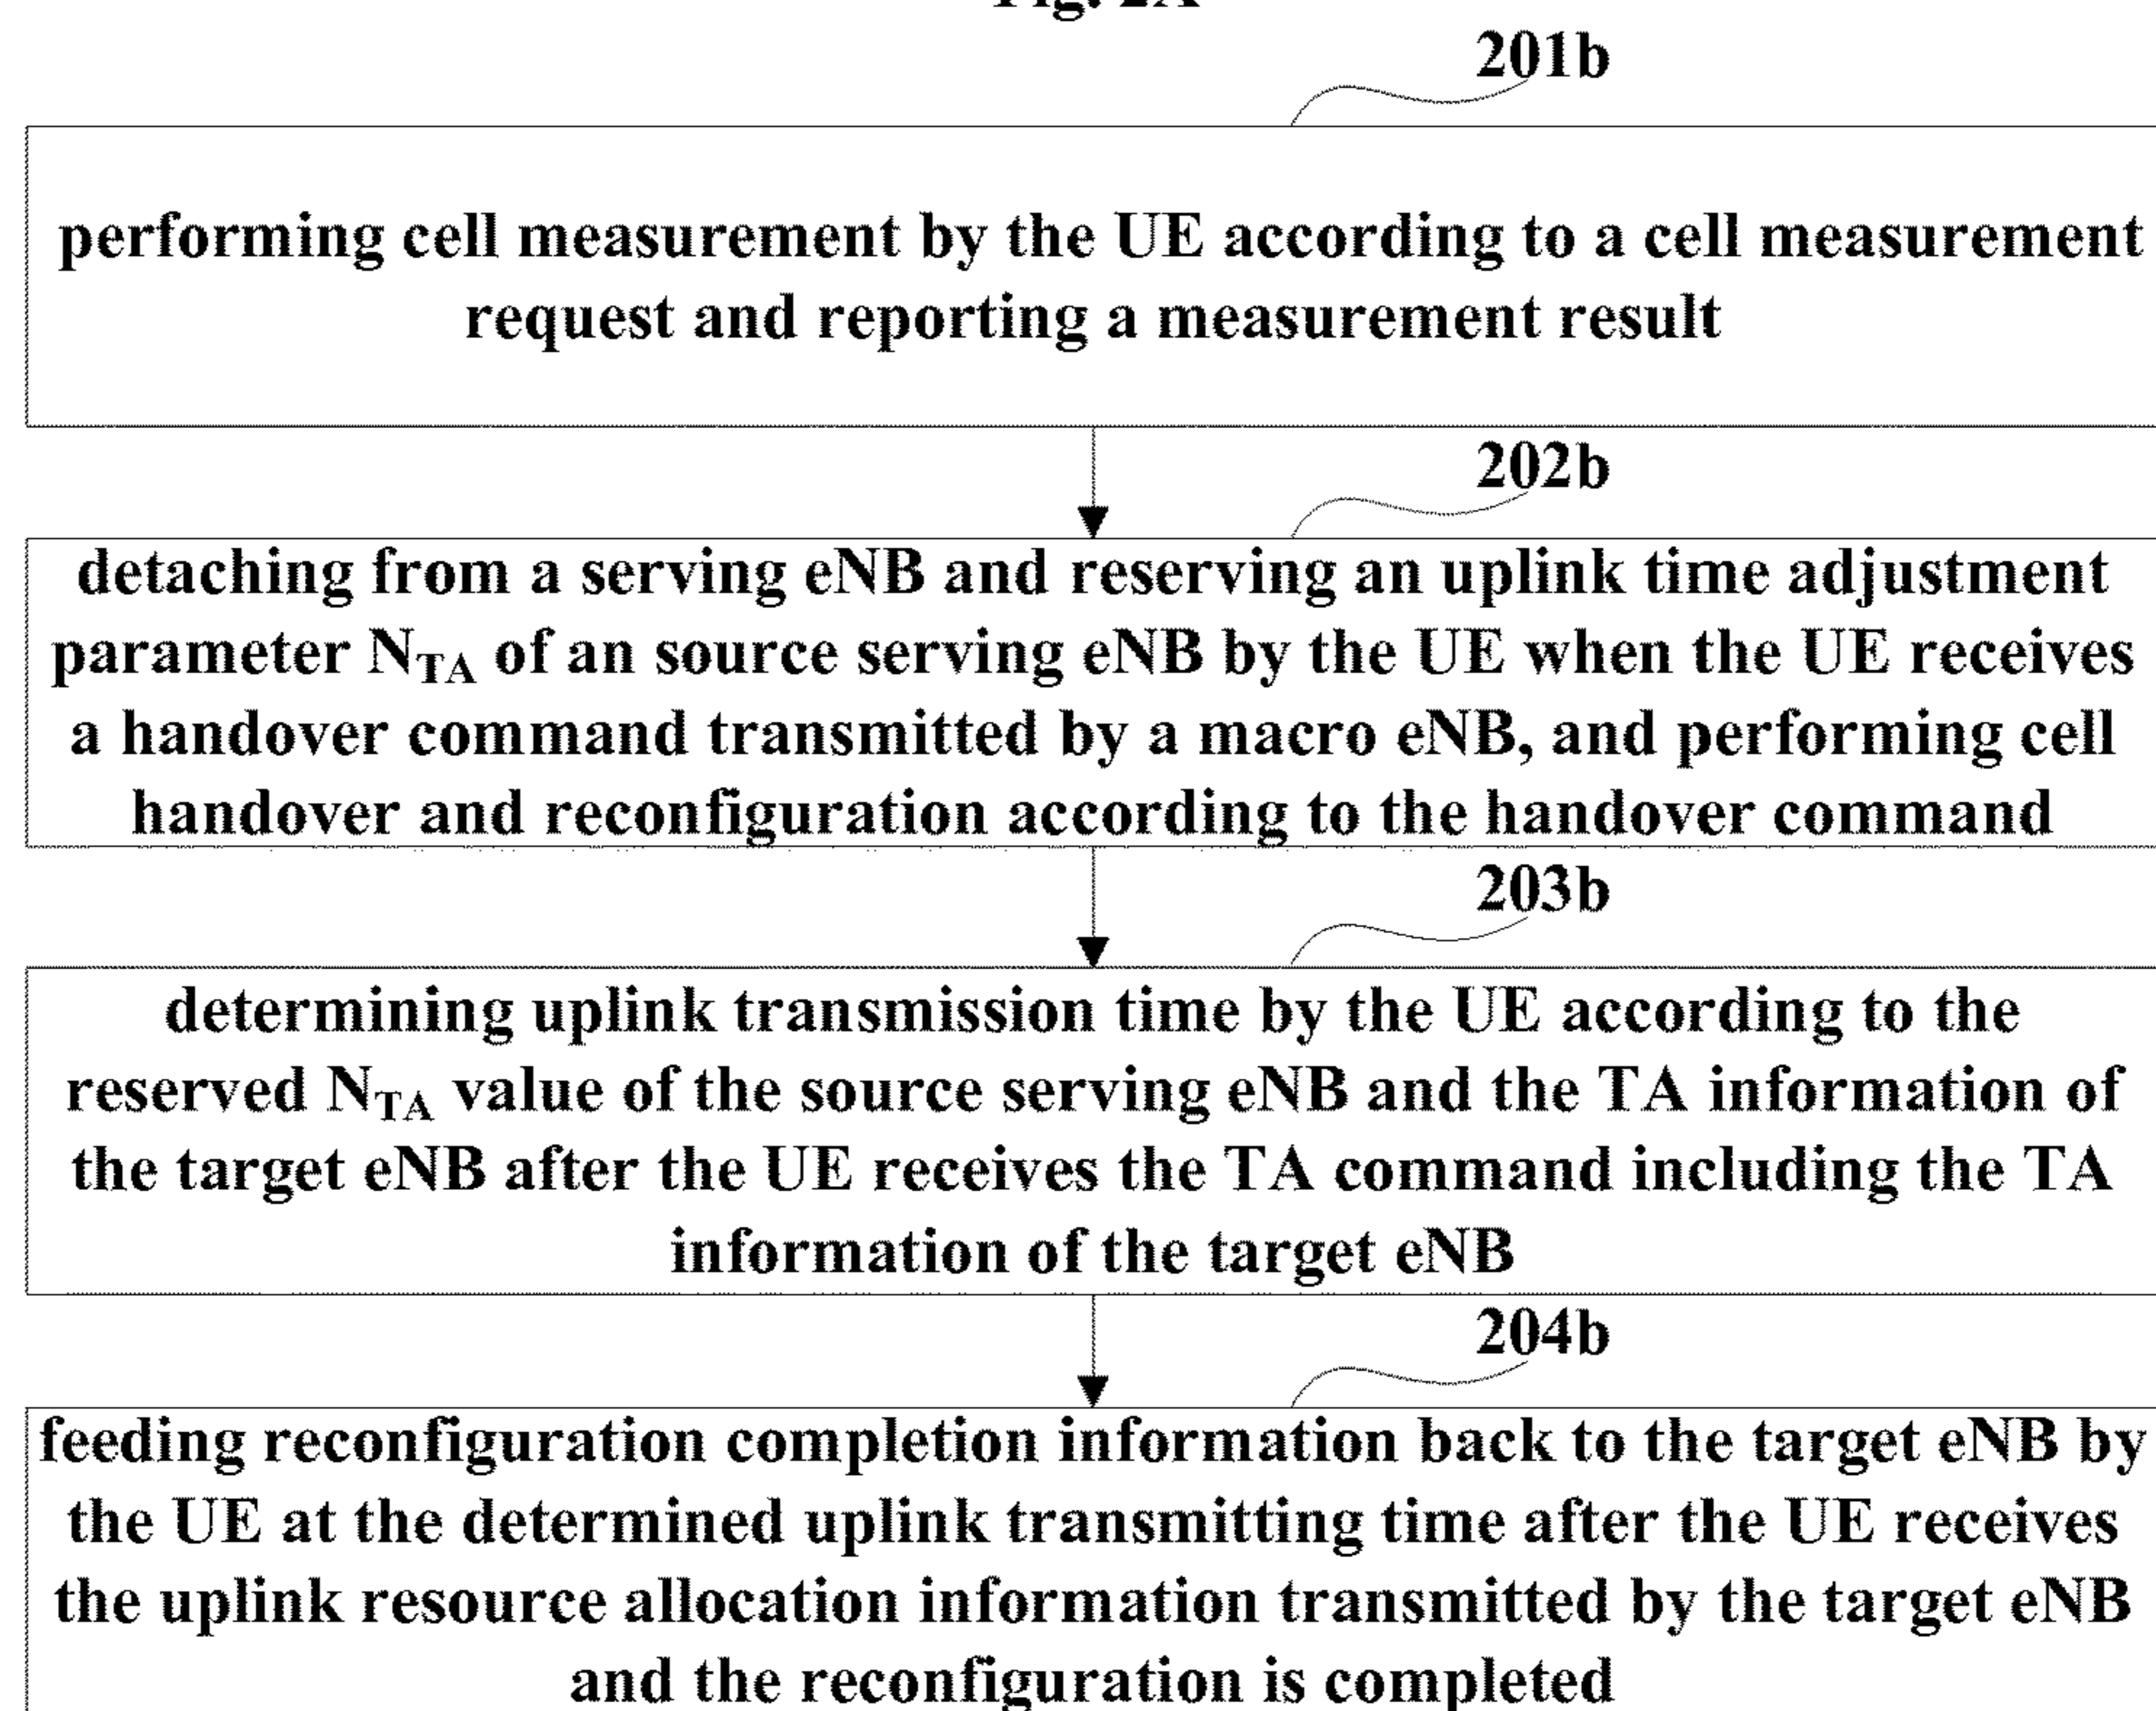 Fig. 2A
201b
performing cell measurement by the UE according to a cell measurement
request and reporting a measurement result
202b
detaching from a serving eNB and reserving an uplink time adjustment
parameter N_TA of an source serving eNB by the UE when the UE receives
a handover command transmitted by a macro eNB, and performing cell
handover and reconfiguration according to the handover command
203b
determining uplink transmission time by the UE according to the
reserved N_TA value of the source serving eNB and the TA information of
the target eNB after the UE receives the TA command including the TA
information of the target eNB
204b
feeding reconfiguration completion information back to the target eNB by
the UE at the determined uplink transmitting time after the UE receives
the uplink resource allocation information transmitted by the target eNB
and the reconfiguration is completed